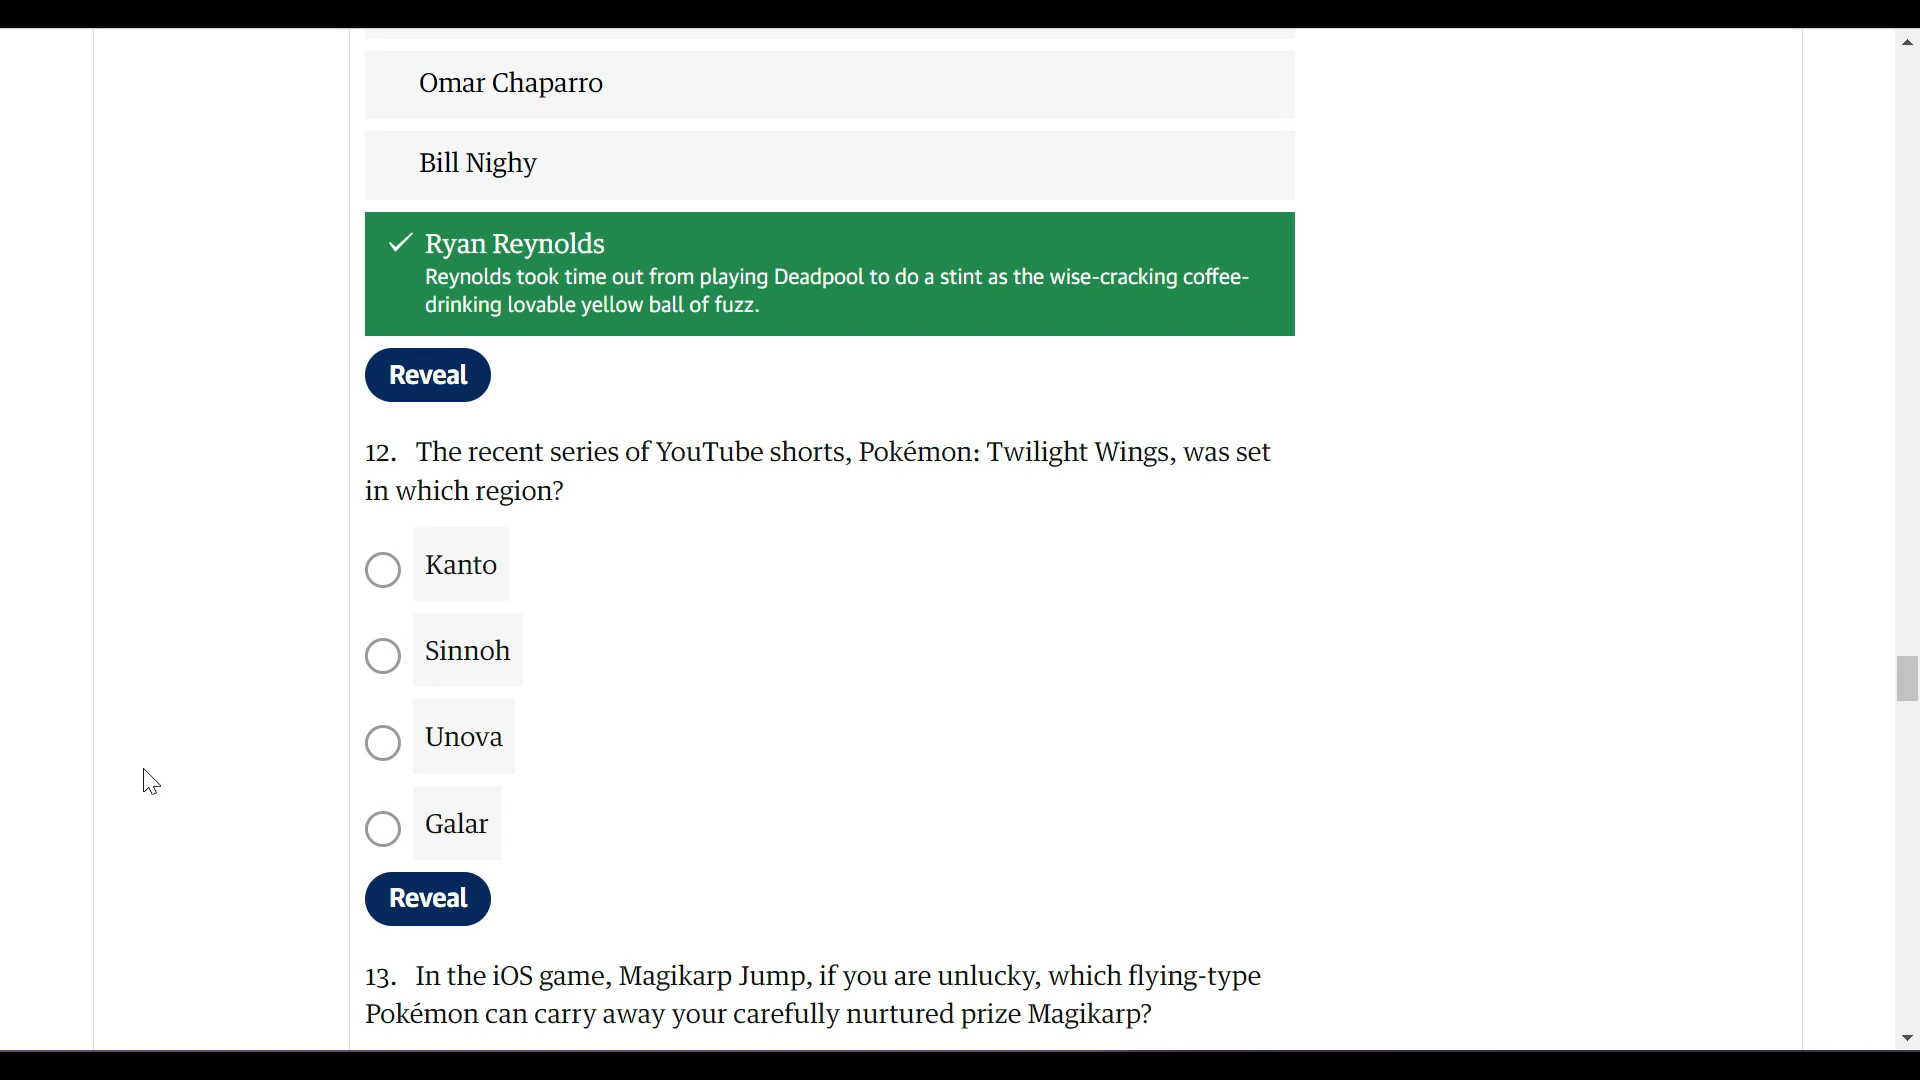 Omar Chaparro
Bill Nighy
Ryan Reynolds
Reynolds took time out from playing Deadpool to do a stint as the wise-cracking coffee-
drinking lovable yellow ball of fuzz.
Reveal
12. The recent series of YouTube shorts, Pokémon: Twilight Wings, was set
in which region?
Kanto
Sinnoh
Unova
Galar
Reveal
13. In the iOS game, Magikarp Jump, if you are unlucky, which flying-type
Pokémon can carry away your carefully nurtured prize Magikarp?